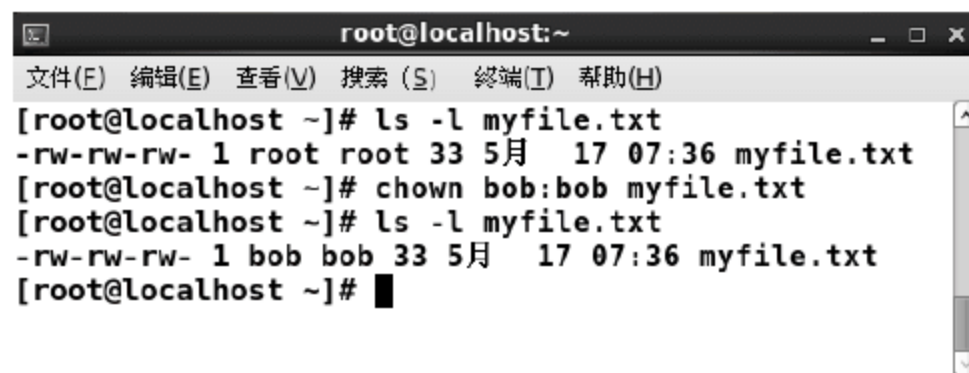 root@localhost:~
文件(F) 编辑(E) 查看(V) 搜索 (S) 终端(T) 帮助(H)
[root@localhost ~]# ls -l myfile.txt
-rw-rw-rw- 1 root root 33 5月 17 07:36 myfile.txt
[root@localhost ~]# chown bob:bob myfile.txt
[root@localhost ~]# ls -l myfile.txt
-rw-rw-rw- 1 bob bob 33 5月 17 07:36 myfile.txt
[root@localhost ~]#